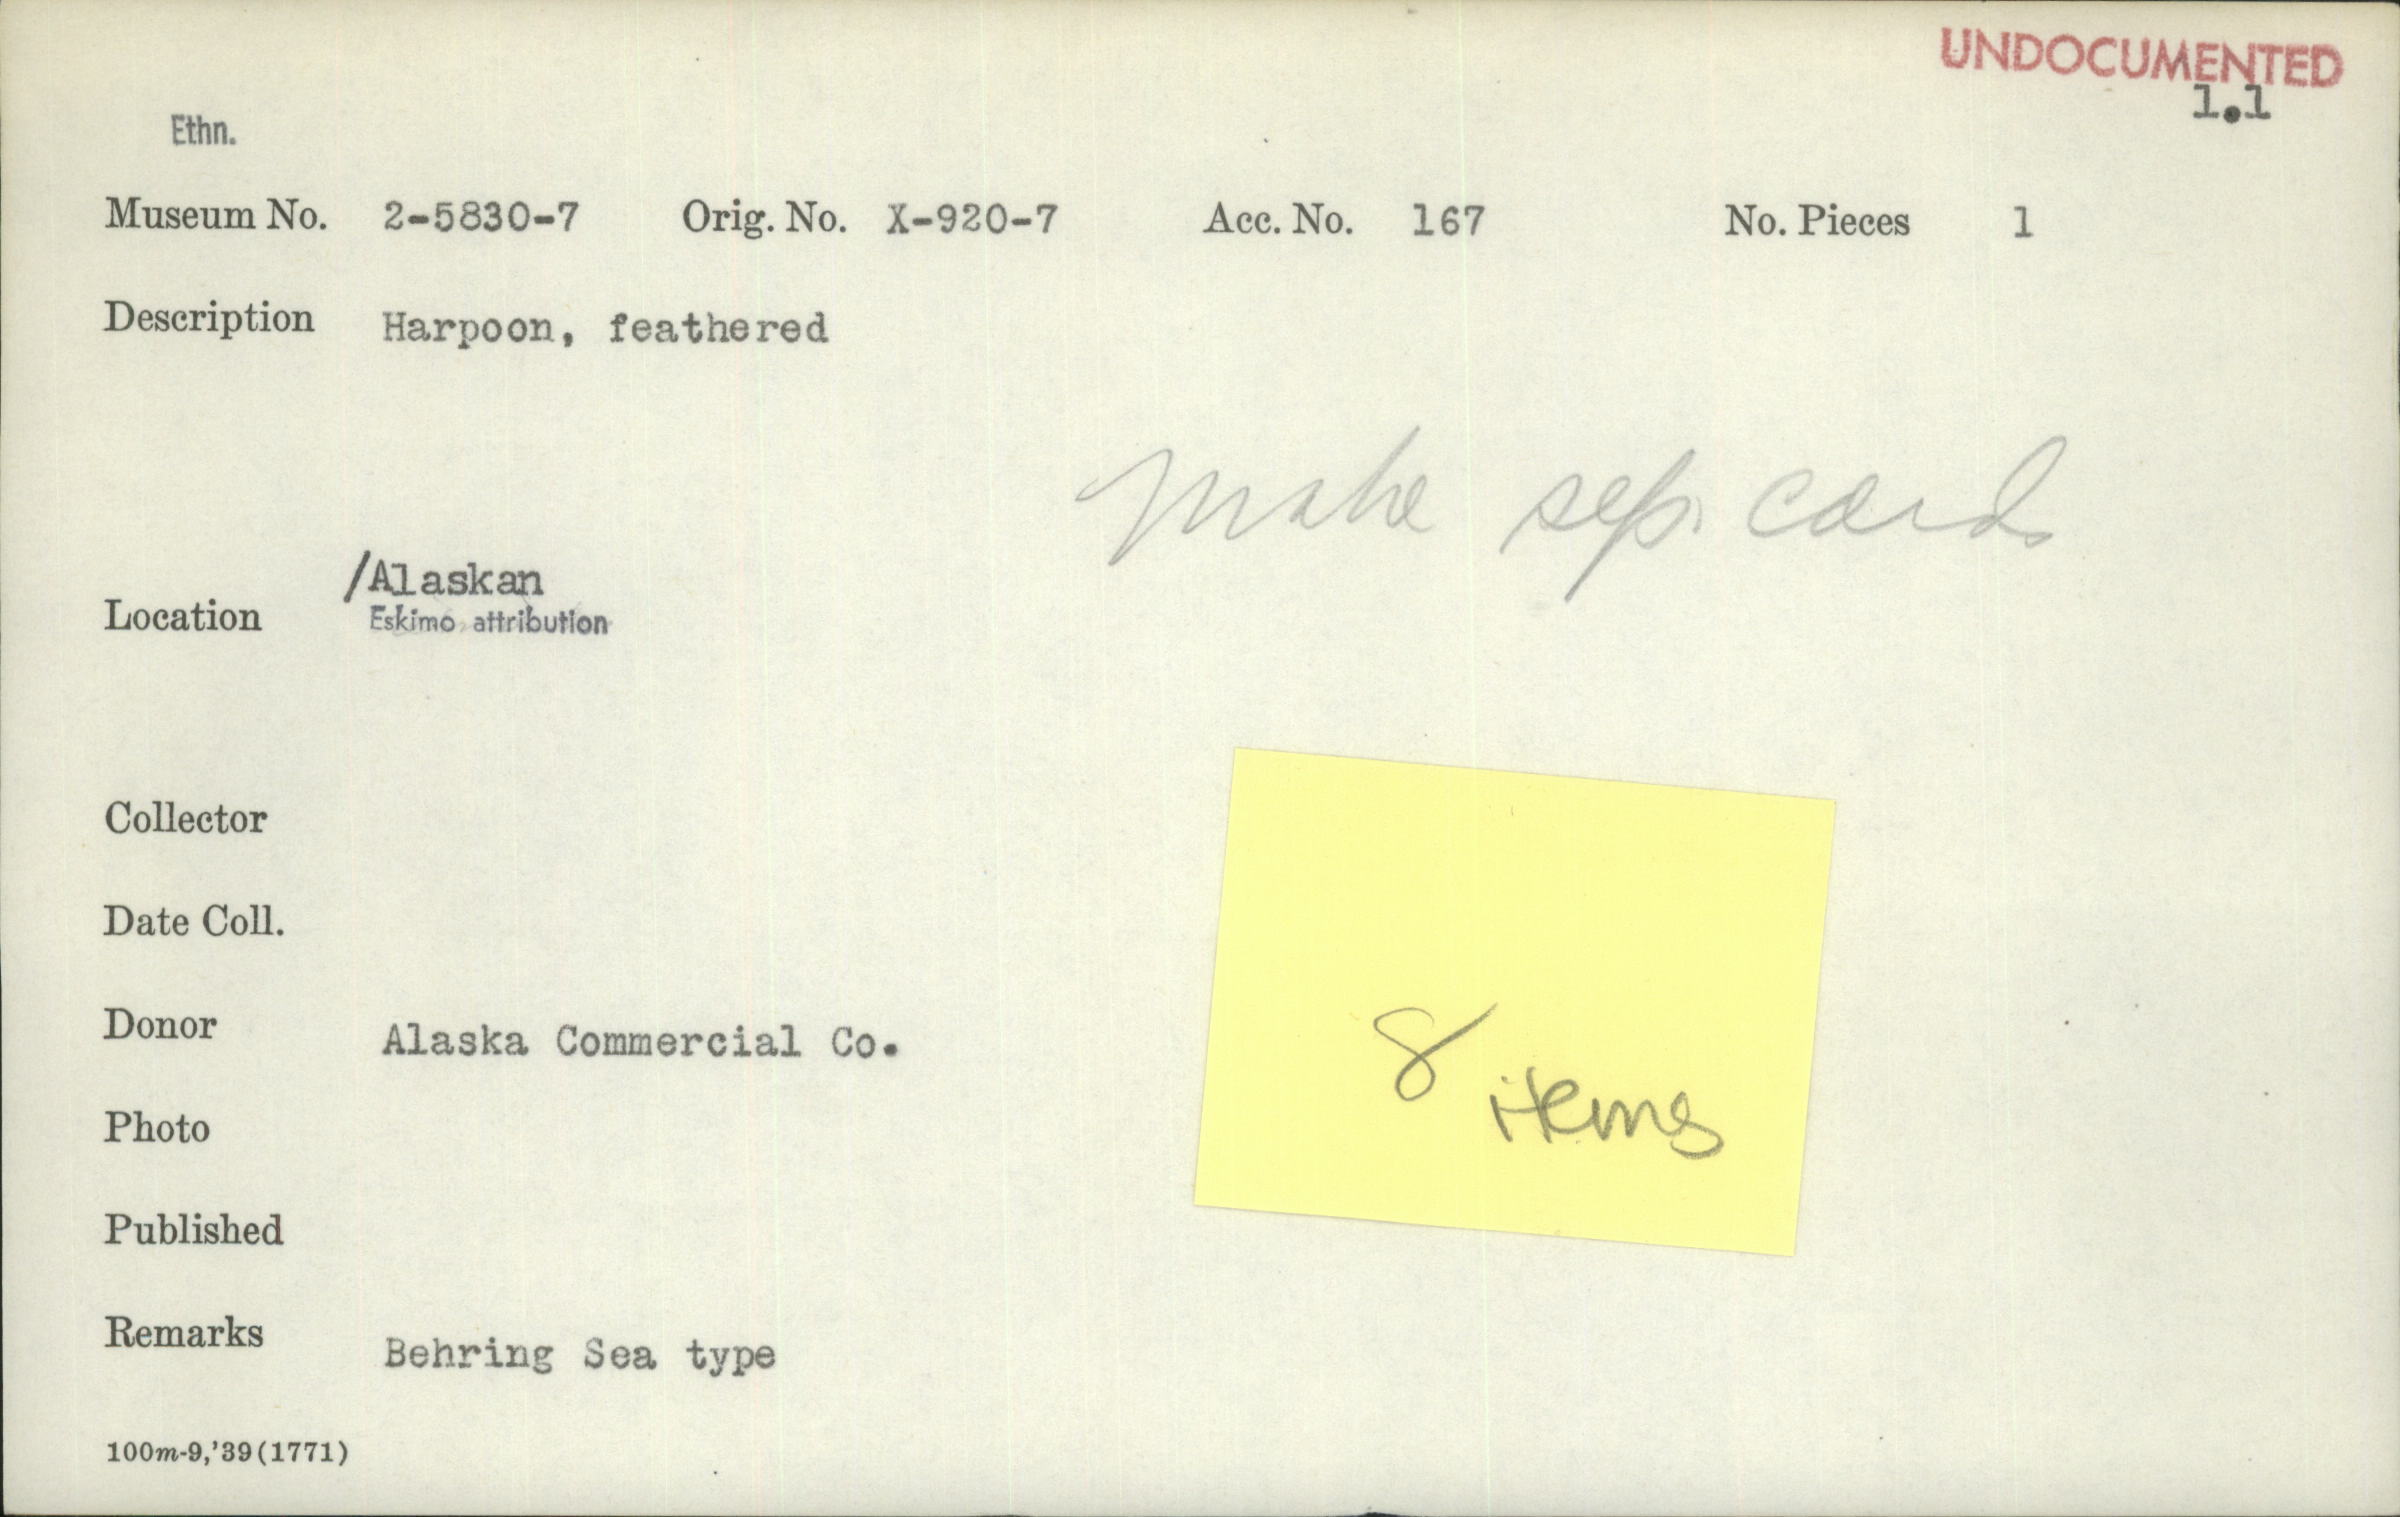 UNDOCUMENTED
1.1
Ethn.
Museum No. 2-5830-7 Orig. No. X-920-7 Acc. No. 167 No. Pieces 1
Description Harpoon, feathered
make sep. cards
/Alaskan
Location Eskimo attribution
Collector
Date Coll.
Donor Alaska Commercial Co.
8
items
Photo
Published
Remarks Behring Sea type
100m-9,'39(1771)